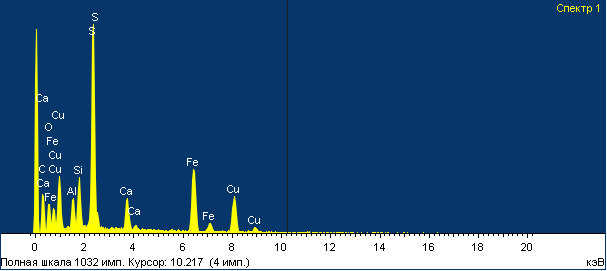 Спектр 1
S
S
Ca
Cu
O
Fe
Cu
C Cu
Ca
Fe
Al
Si
Ca
Ca
Fe
Fe
Cu
Cu
0 2 4 6 8 10 12 14 16 18 20
Полная шкала 1032 имп. Курсор: 10.217 (4 имп.) кэВ